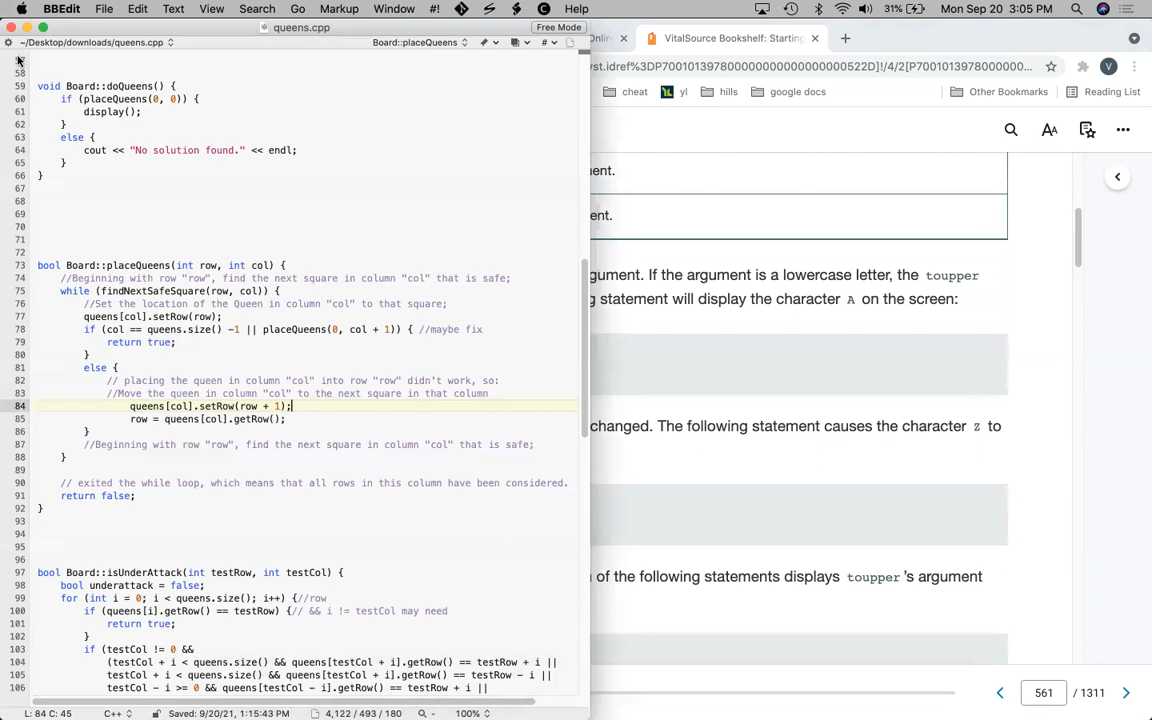 BBEdit File Edit Text View Search Go Markup Window #! Help 31% Mon Sep 20 3:05 PM
queens.cpp Free Mode
~/Desktop/downloads/queens.cpp Board::placeQueens #
58
59 void Board::doQueens() {
60 if (placeQueens(0, 0)) {
61 display();
62 }
63 else {
64 cout << "No solution found." << endl;
65 }
66 }
67
68
69
70
71
72
73 bool Board::placeQueens(int row, int col) {
74 //Beginning with row "row", find the next square in column "col" that is safe;
75 while (findNextSafeSquare(row, col)) {
76 //Set the location of the Queen in column "col" to that square;
77 queens[col].setRow(row);
78 if (col == queens.size() -1 || placeQueens(0, col + 1)) { //maybe fix
79 return true;
80 }
81 else {
82 // placing the queen in column "col" into row "row" didn't work, so:
83 //Move the queen in column "col" to the next square in that column
84 queens[col].setRow(row + 1);
85 row = queens[col].getRow();
86 }
87 //Beginning with row "row", find the next square in column "col" that is safe;
88 }
89
90 // exited the while loop, which means that all rows in this column have been considered.
91 return false;
92 }
93
94
95
96
97 bool Board::isUnderAttack(int testRow, int testCol) {
98 bool underattack = false;
99 for (int i = 0; i < queens.size(); i++) {//row
100 if (queens[i].getRow() == testRow) {// && i != testCol may need
101 return true;
102 }
103 if (testCol != 0 &&
104 (testCol + i < queens.size() && queens[testCol + i].getRow() == testRow + i ||
105 testCol + i < queens.size() && queens[testCol + i].getRow() == testRow - i ||
106 testCol - i >= 0 && queens[testCol - i].getRow() == testRow + i ||
L: 84 C: 45 C++ Saved: 9/20/21, 1:15:43 PM 4,122 / 493 / 180 100%
Onlin VitalSource Bookshelf: Starting
st.idref%3DP70010139780000000000000000522D]!/4/2[P7001013978000000... V
cheat yl hills google docs Other Bookmarks Reading List
AA
ent.
ent.
gument. If the argument is a lowercase letter, the toupper
g statement will display the character A on the screen:
changed. The following statement causes the character z to
n of the following statements displays toupper's argument
561 / 1311